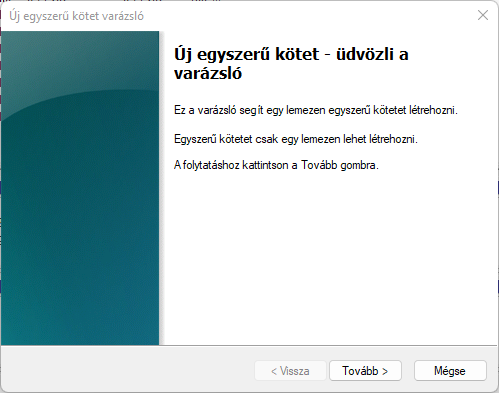 Új egyszerű kötet varázsló
Új egyszerű kötet - üdvözli a
varázsló
Ez a varázsló segít egy lemezen egyszerű kötetet létrehozni.
Egyszerű kötetet csak egy lemezen lehet létrehozni.
A folytatáshoz kattintson a Tovább gombra.
< Vissza
Tovább >
Mégse